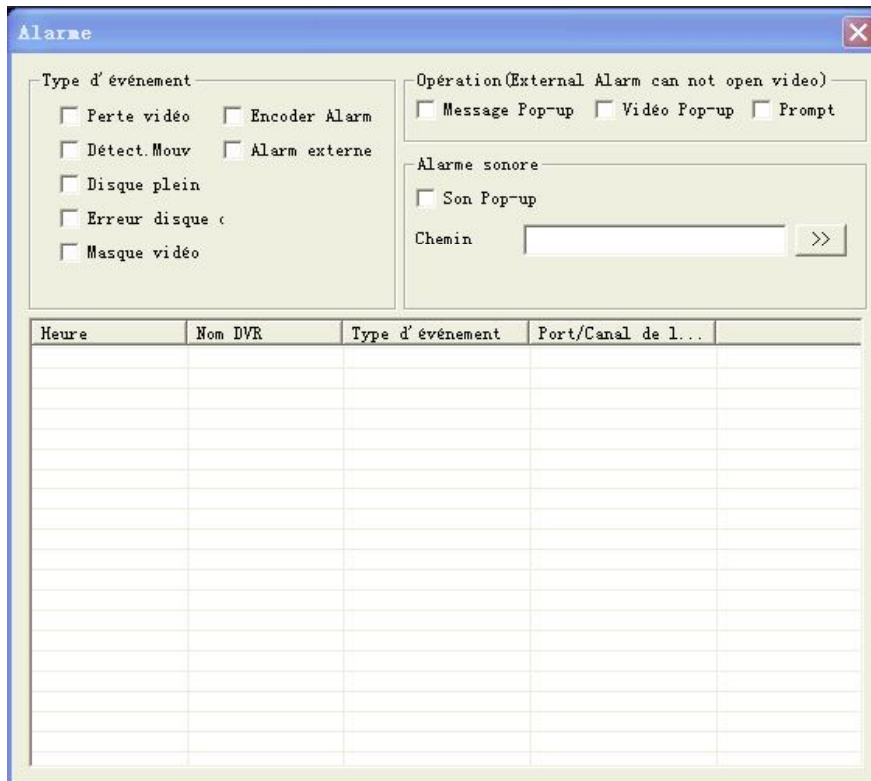 Alarme
Type d'événement
Perte vidéo
Encoder Alarm
Détect.Mouv
Alarm externe
Disque plein
Erreur disque
Masque vidéo
Opération(External Alarm can not open video)
Message Pop-up
Vidéo Pop-up
Prompt
Alarme sonore
Son Pop-up
Chemin
>>
Heure
Nom DVR
Type d'événement
Port/Canal de l...